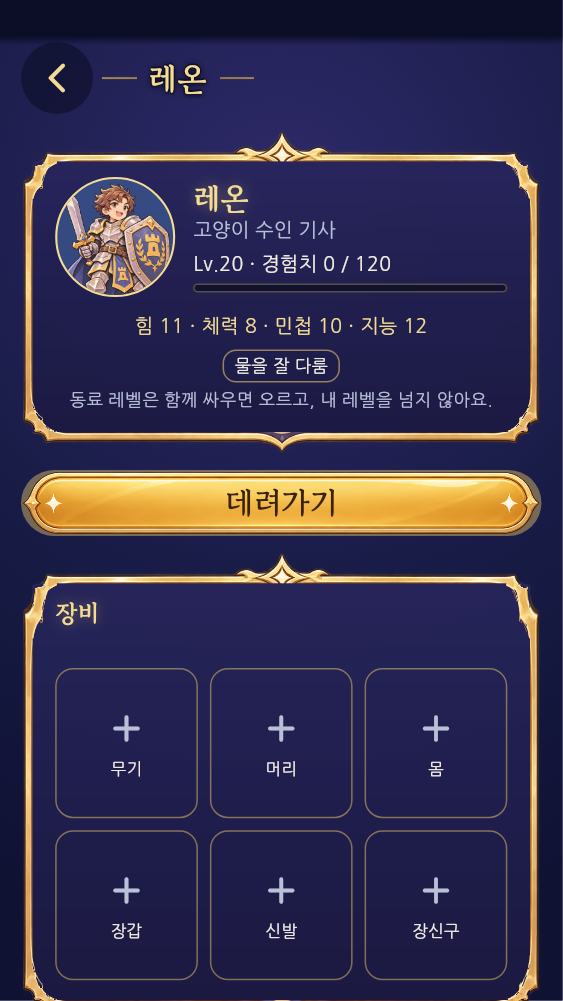 레온
레온
고양이 수인 기사
Lv.20 · 경험치 0 / 120
힘 11 · 체력 8 · 민첩 10 · 지능 12
물을 잘 다룸
동료 레벨은 함께 싸우면 오르고, 내 레벨을 넘지 않아요.
데려가기
장비
무기
머리
몸
장갑
신발
장신구